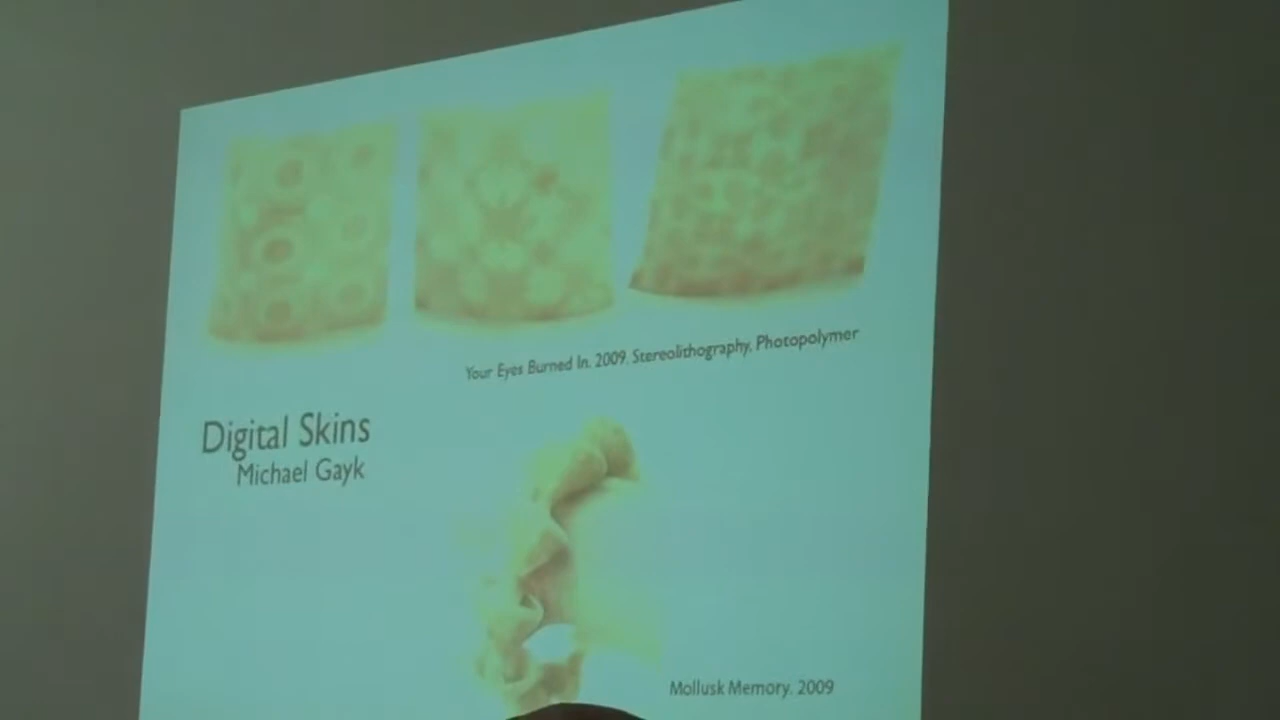 Your Eyes Burned In, 2009, Stereolithography, Photopolymer
Digital Skins
Michael Gayk
Mollusk Memory, 2009